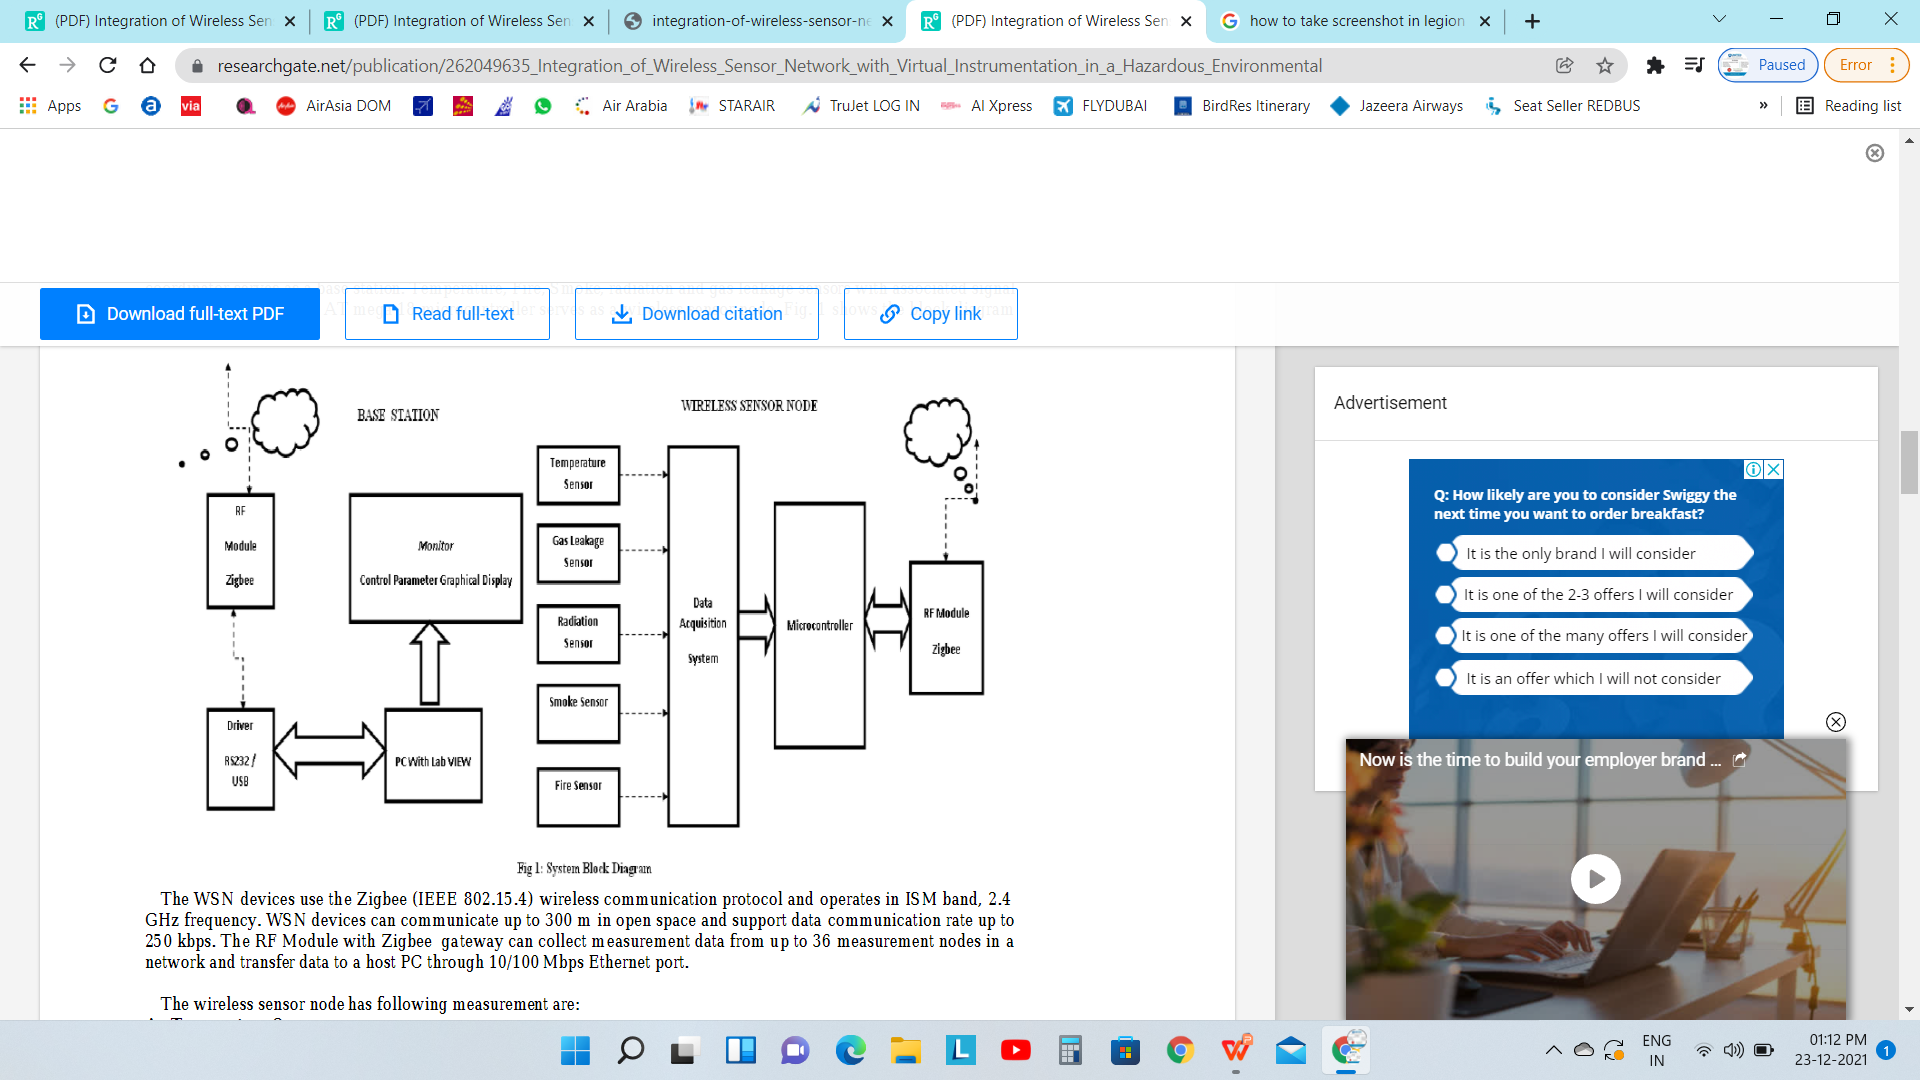 (PDF) Integration of Wireless Sen
(PDF) Integration of Wireless Sen
integration-of-wireless-sensor-ne
(PDF) Integration of Wireless Sen
how to take screenshot in legion
researchgate.net/publication/262049635_Integration_of_Wireless_Sensor_Network_with_Virtual_Instrumentation_in_a_Hazardous_Environmental
Paused
Error
Apps
via
AirAsia DOM
Air Arabia
STARAIR
TruJet LOG IN
AI Xpress
FLYDUBAI
BirdRes Itinerary
Jazeera Airways
Seat Seller REDBUS
»
Reading list
Download full-text PDF
Read full-text
Download citation
Copy link
BASE STATION
WIRELESS SENSOR NODE
RF
Module
Zigbee
Monitor
Control Parameter Graphical Display
Driver
RS232 /
USB
PC With Lab VIEW
Temperature
Sensor
Gas Leakage
Sensor
Radiation
Sensor
Smoke Sensor
Fire Sensor
Data
Acquisition
System
Microcontroller
RF Module
Zigbee
Fig 1: System Block Diagram
The WSN devices use the Zigbee (IEEE 802.15.4) wireless communication protocol and operates in ISM band, 2.4
GHz frequency. WSN devices can communicate up to 300 m in open space and support data communication rate up to
250 kbps. The RF Module with Zigbee gateway can collect measurement data from up to 36 measurement nodes in a
network and transfer data to a host PC through 10/100 Mbps Ethernet port.
The wireless sensor node has following measurement are:
Advertisement
Q: How likely are you to consider Swiggy the
next time you want to order breakfast?
It is the only brand I will consider
It is one of the 2-3 offers I will consider
It is one of the many offers I will consider
It is an offer which I will not consider
Now is the time to build your employer brand ...
ENG
IN
01:12 PM
23-12-2021
1